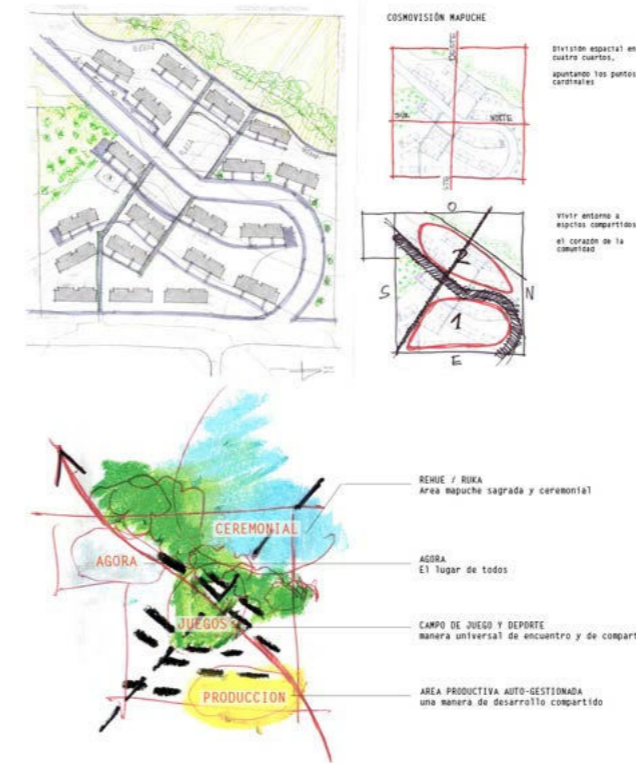 COSMOVISIÓN MAPUCHE
OESTE
SUR
NORTE
ESTE
División espacial en
cuatro cuartos,
apuntando los puntos
cardinales
O
S
N
E
2
1
Vivir entorno a
espcios compartidos
el corazón de la
comunidad
PLAZA
CEREMONIAL
AGORA
JUEGOS
PRODUCCION
REHUE / RUKA
Area mapuche sagrada y ceremonial
AGORA
El lugar de todos
CAMPO DE JUEGO Y DEPORTE
manera universal de encuentro y de compart
AREA PRODUCTIVA AUTO-GESTIONADA
una manera de desarrollo compartido